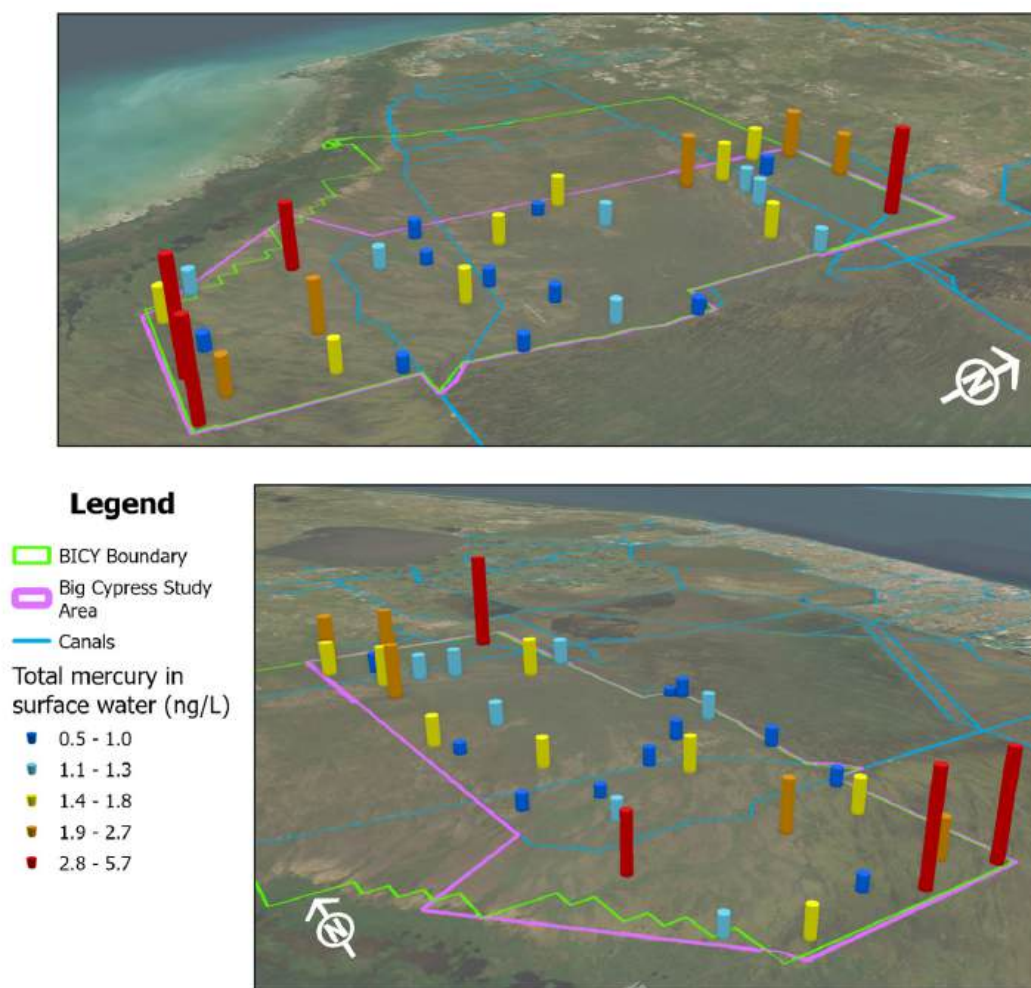 N
Legend
BICY Boundary
Big Cypress Study
Area
Canals
Total mercury in
surface water (ng/L)
0.5 - 1.0
1.1 - 1.3
1.4 - 1.8
1.9 - 2.7
2.8 - 5.7
N